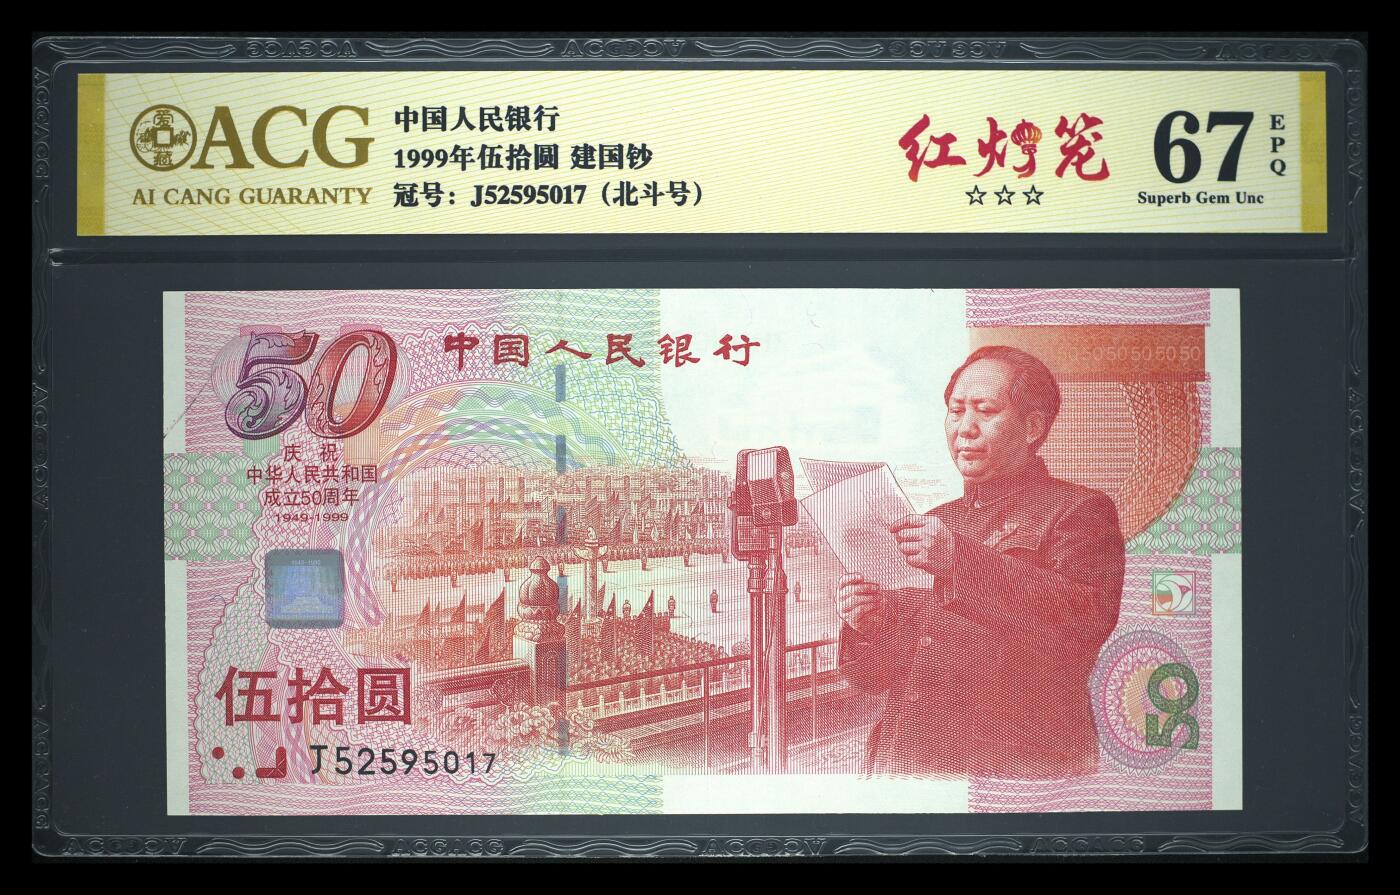 ACG
AI CANG GUARANTY
中国人民银行
1999年伍拾圆 建国钞
冠号：J52595017（北斗号）
红灯笼
☆☆☆
67
EPQ
Superb Gem Unc
50
中国人民银行
505050505050
庆祝
中华人民共和国
成立50周年
1949-1999
1949-1999
伍拾圆
J52595017
50